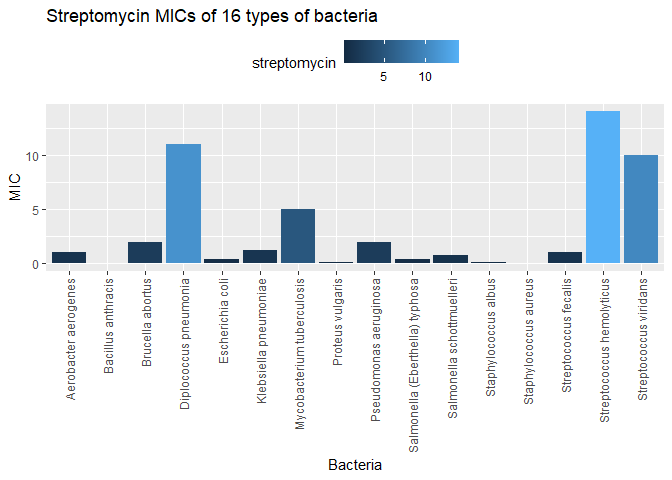 Streptomycin MICs of 16 types of bacteria
streptomycin
5 10
MIC
10
5
0
Aerobacter aerogenes
Bacillus anthracis
Brucella abortus
Diplococcus pneumonia
Escherichia coli
Klebsiella pneumoniae
Mycobacterium tuberculosis
Proteus vulgaris
Pseudomonas aeruginosa
Salmonella (Eberthella) typhosa
Salmonella schottmuelleri
Staphylococcus albus
Staphylococcus aureus
Streptococcus fecalis
Streptococcus hemolyticus
Streptococcus viridans
Bacteria